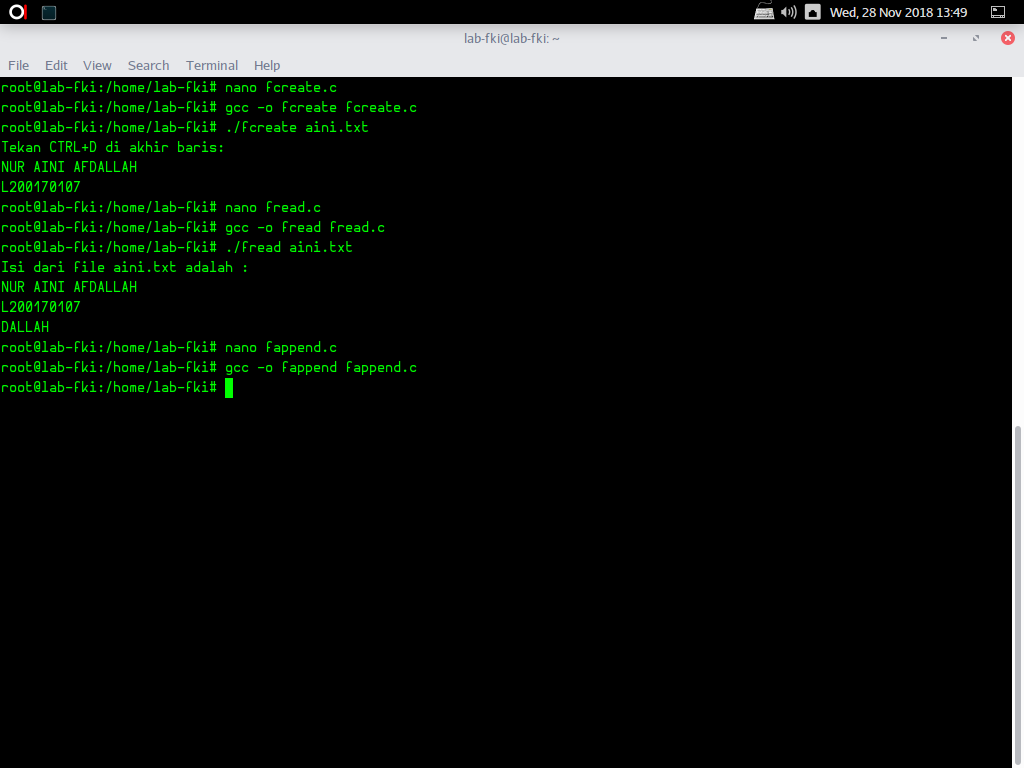 Wed, 28 Nov 2018 13:49
lab-fki@lab-fki: ~
File Edit View Search Terminal Help
root@lab-fki:/home/lab-fki# nano fcreate.c
root@lab-fki:/home/lab-fki# gcc -o fcreate fcreate.c
root@lab-fki:/home/lab-fki# ./fcreate aini.txt
Tekan CTRL+D di akhir baris:
NUR AINI AFDALLAH
L200170107
root@lab-fki:/home/lab-fki# nano fread.c
root@lab-fki:/home/lab-fki# gcc -o fread fread.c
root@lab-fki:/home/lab-fki# ./fread aini.txt
Isi dari file aini.txt adalah :
NUR AINI AFDALLAH
L200170107
DALLAH
root@lab-fki:/home/lab-fki# nano fappend.c
root@lab-fki:/home/lab-fki# gcc -o fappend fappend.c
root@lab-fki:/home/lab-fki#